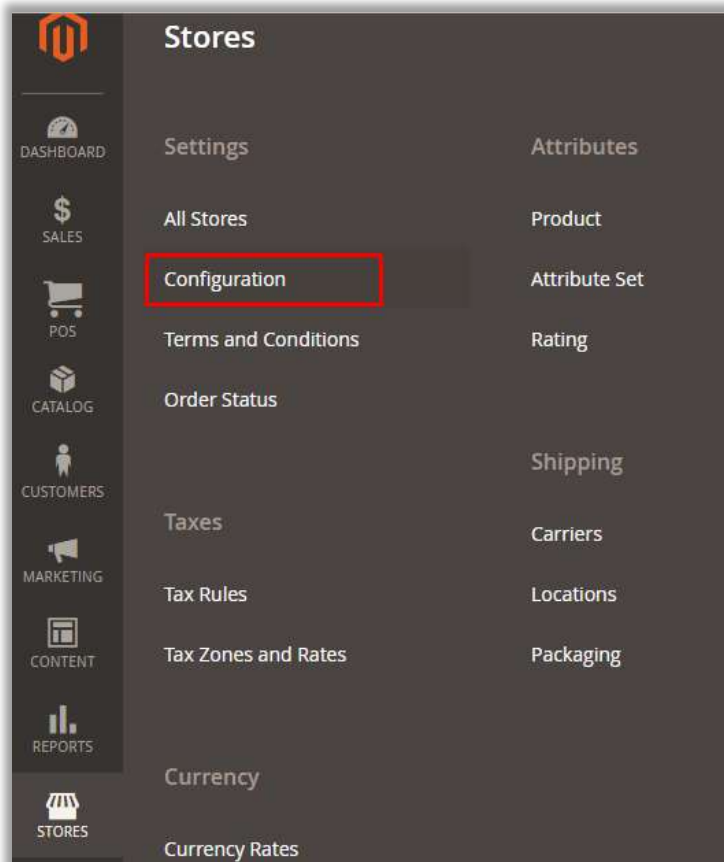 Stores
DASHBOARD
SALES
POS
CATALOG
CUSTOMERS
MARKETING
CONTENT
REPORTS
STORES
Settings
All Stores
Configuration
Terms and Conditions
Order Status
Taxes
Tax Rules
Tax Zones and Rates
Currency
Currency Rates
Attributes
Product
Attribute Set
Rating
Shipping
Carriers
Locations
Packaging